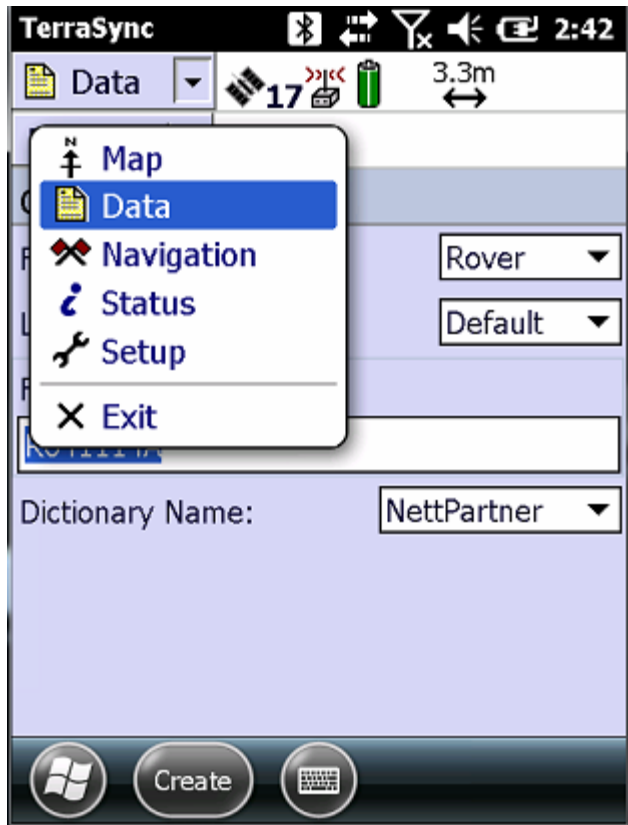 TerraSync 2:42
Data 17 3.3m
Map
Data
Navigation
Rover
Status
Default
Setup
Exit
Dictionary Name: NettPartner
Create